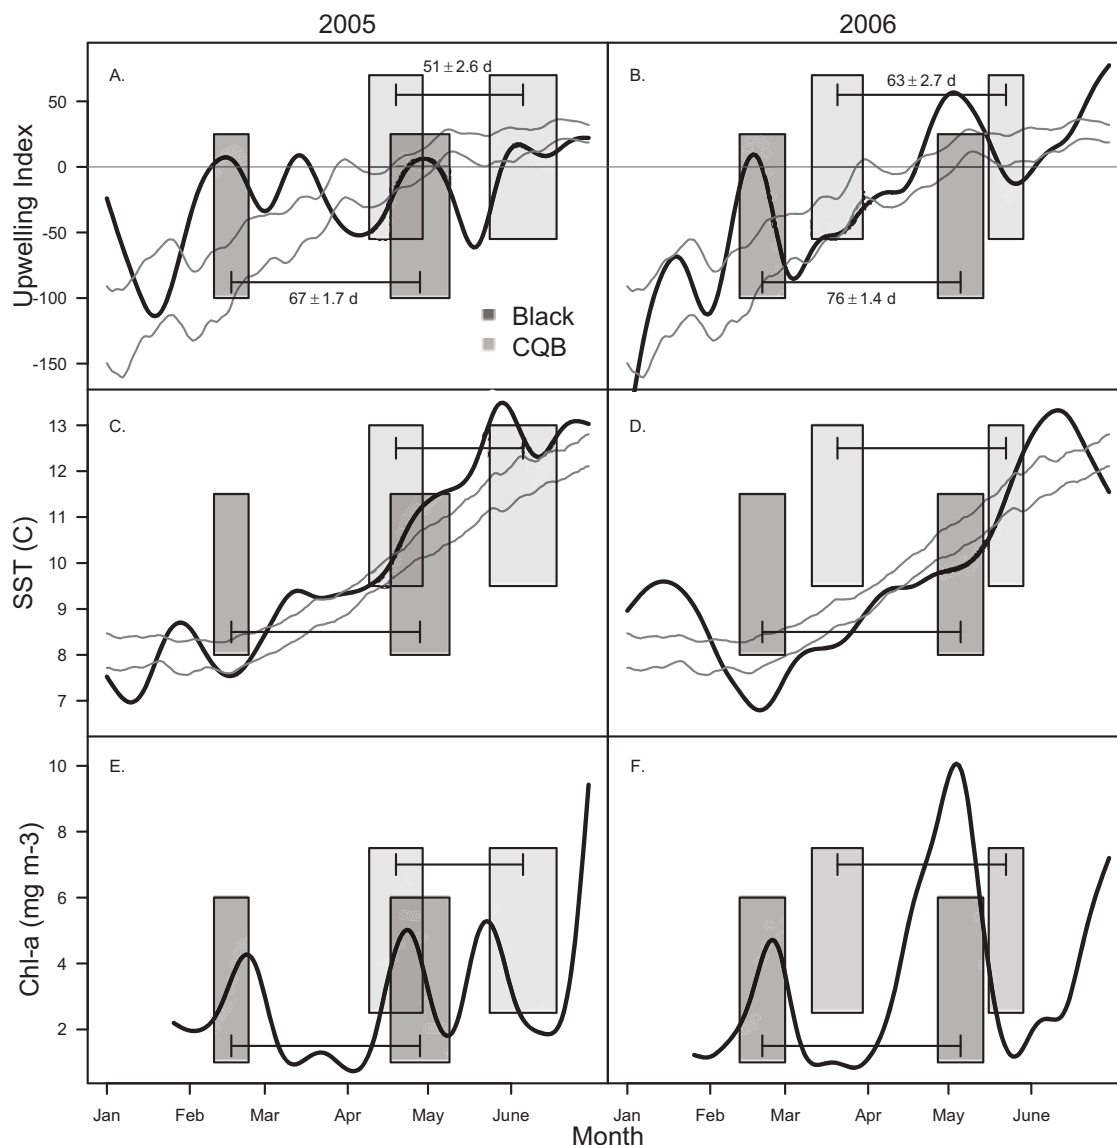 2005
2006
A.
51 ± 2.6 d
B.
63 ± 2.7 d
50
0
-50
-100
-150
Upwelling Index
67 ± 1.7 d
76 ± 1.4 d
Black
CQB
C.
D.
13
12
11
10
9
8
7
SST (C)
E.
F.
10
8
6
4
2
Chl-a (mg m-3)
Jan Feb Mar Apr May June
Jan Feb Mar Apr May June
Month